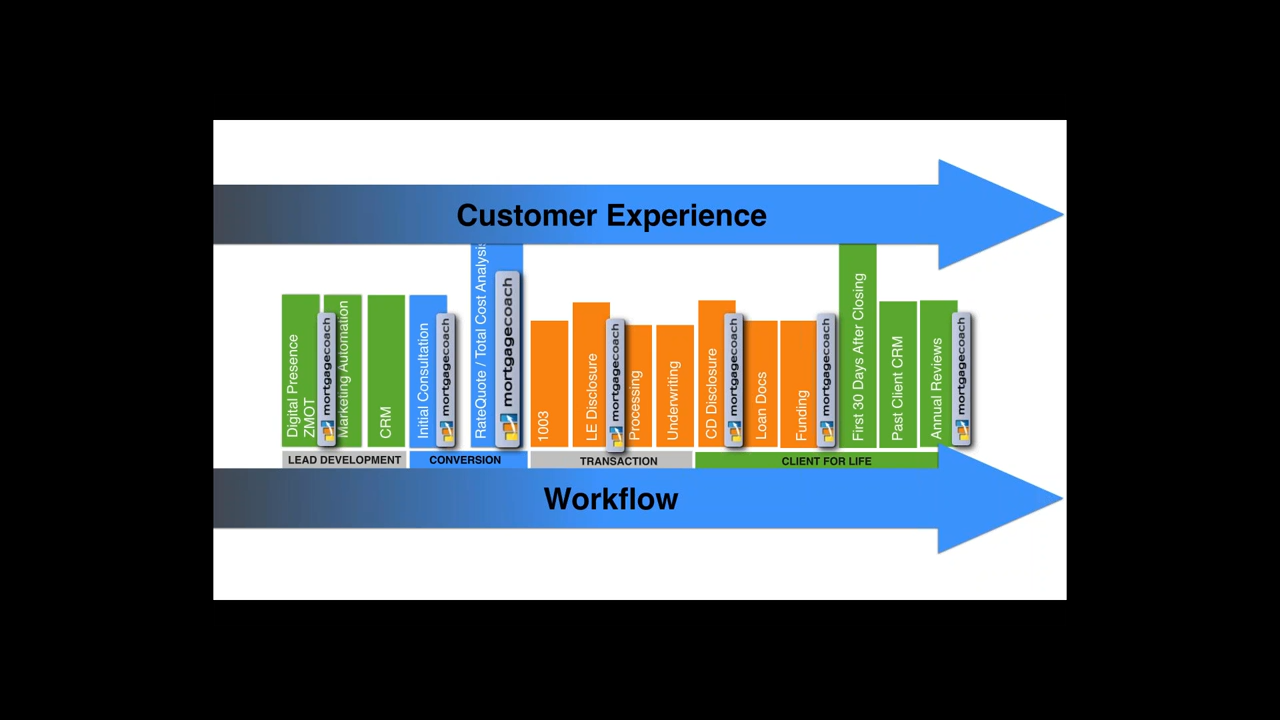 Customer Experience
Digital Presence
ZMOT
mortgagecoach
Marketing Automation
CRM
Initial Consultation
mortgagecoach
RateQuote / Total Cost Analysis
mortgagecoach
1003
LE Disclosure
mortgagecoach
Processing
Underwriting
CD Disclosure
mortgagecoach
Loan Docs
Funding
mortgagecoach
First 30 Days After Closing
Past Client CRM
Annual Reviews
mortgagecoach
LEAD DEVELOPMENT
CONVERSION
TRANSACTION
CLIENT FOR LIFE
Workflow